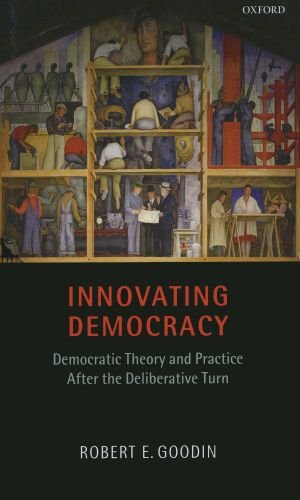 OXFORD
INNOVATING
DEMOCRACY
Democratic Theory and Practice
After the Deliberative Turn
ROBERT E. GOODIN